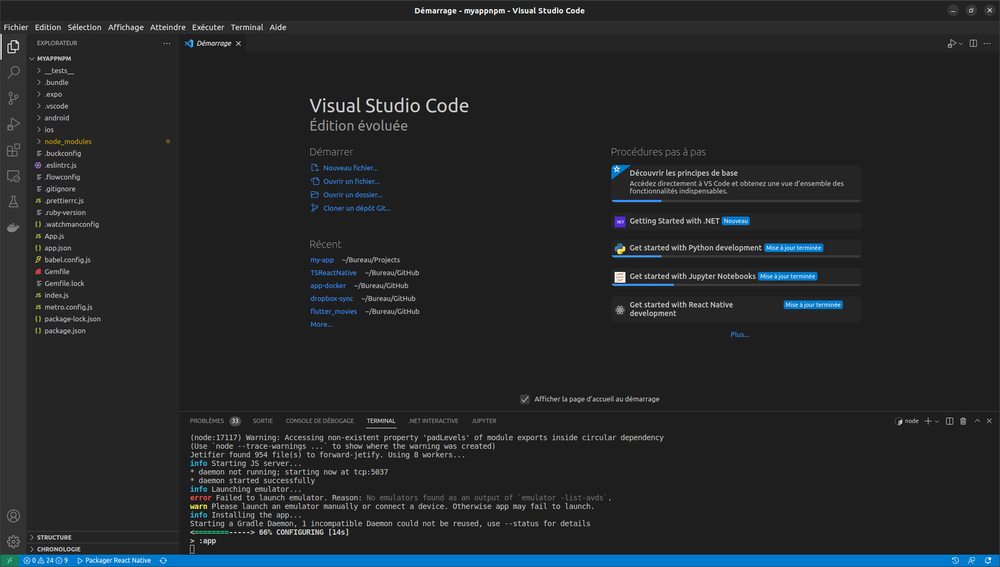 Démarrage - myappnpm - Visual Studio Code
Fichier Edition Sélection Affichage Atteindre Exécuter Terminal Aide
EXPLORATEUR
Démarrage
MYAPPNPM
__tests__
.bundle
.expo
.vscode
android
ios
node_modules
.buckconfig
.eslintrc.js
.flowconfig
.gitignore
JS .prettierrc.js
.ruby-version
{} .watchmanconfig
JS App.js
{} app.json
babel.config.js
Gemfile
Gemfile.lock
JS index.js
JS metro.config.js
{} package-lock.json
{} package.json
STRUCTURE
CHRONOLOGIE
Visual Studio Code
Édition évoluée
Démarrer
Nouveau fichier...
Ouvrir un fichier...
Ouvrir un dossier...
Cloner un dépôt Git...
Récent
my-app ~/Bureau/Projects
TSReactNative ~/Bureau/GitHub
app-docker ~/Bureau/GitHub
dropbox-sync ~/Bureau/GitHub
flutter_movies ~/Bureau/GitHub
More...
Procédures pas à pas
Découvrir les principes de base
Accédez directement à VS Code et obtenez une vue d'ensemble des
fonctionnalités indispensables.
.NET Getting Started with .NET Nouveau
Get started with Python development Mise à jour terminée
jupyter Get started with Jupyter Notebooks Mise à jour terminée
Get started with React Native Mise à jour terminée
development
Plus...
Afficher la page d'accueil au démarrage
PROBLÈMES 33 SORTIE CONSOLE DE DÉBOGAGE TERMINAL .NET INTERACTIVE JUPYTER
node
(node:17117) Warning: Accessing non-existent property 'padLevels' of module exports inside circular dependency
(Use `node --trace-warnings ...` to show where the warning was created)
Jetifier found 954 file(s) to forward-jetify. Using 8 workers...
info Starting JS server...
* daemon not running; starting now at tcp:5037
* daemon started successfully
info Launching emulator...
error Failed to launch emulator. Reason: No emulators found as an output of `emulator -list-avds`.
warn Please launch an emulator manually or connect a device. Otherwise app may fail to launch.
info Installing the app...
Starting a Gradle Daemon, 1 incompatible Daemon could not be reused, use --status for details
<========-----> 66% CONFIGURING [14s]
> :app
0 24 9 Packager React Native